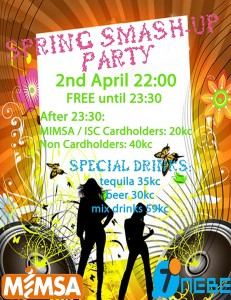 SPRING SMASH-UP
PARTY
2nd April 22:00
FREE until 23:30
After 23:30:
MIMSA / ISC Cardholders: 20kc
Non Cardholders: 40kc
SPECIAL DRINKS:
tequila 35kc
beer 30kc
mix drinks 59kc
MIMSA